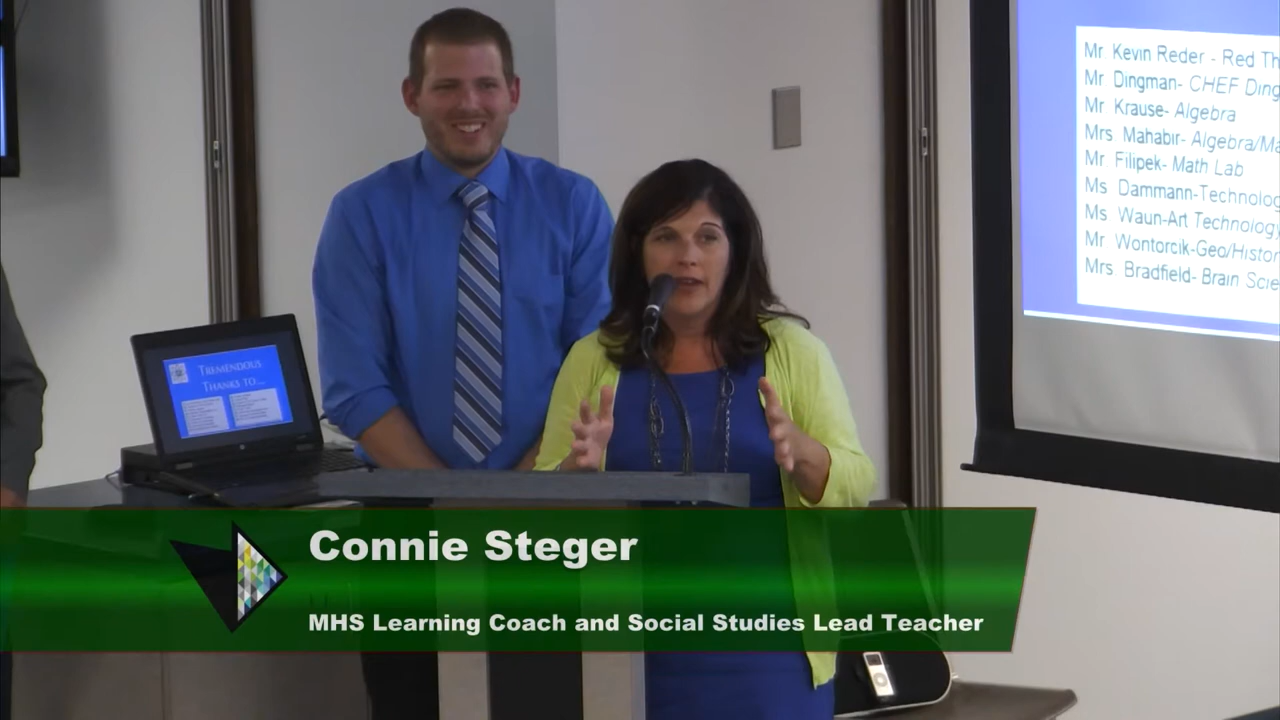 Mr. Kevin Reder - Red Th
Mr Dingman- CHEF Ding
Mr Krause- Algebra
Mrs. Mahabir- Algebra/Ma
Mr Filipek- Math Lab
Ms Dammann-Technolog
Ms. Waun-Art Technology
Mr Wontorcik-Geo/Histor
Mrs. Bradfield- Brain Scie
TREMENDOUS
THANKS TO...
Connie Steger
MHS Learning Coach and Social Studies Lead Teacher